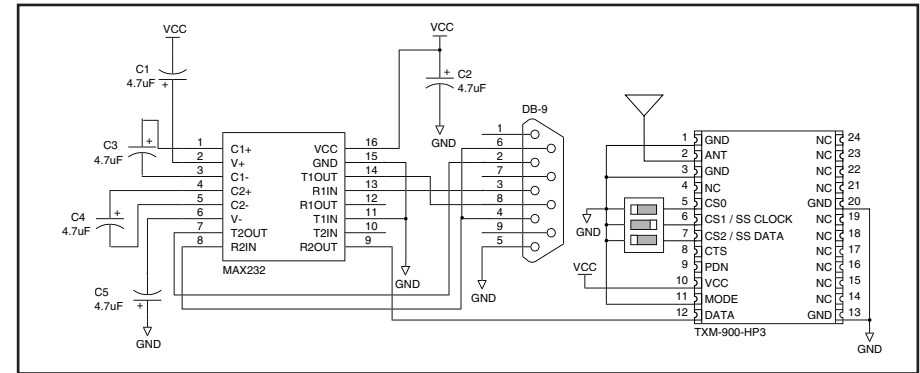 VCC
C1
4.7uF
+
C3
4.7uF
+
C4
4.7uF
+
C5
4.7uF
+
GND
1 C1+ VCC 16
2 V+ GND 15
3 C1- T1OUT 14
4 C2+ R1IN 13
5 C2- R1OUT 12
6 V- T1IN 11
7 T2OUT T2IN 10
8 R2IN R2OUT 9
MAX232
GND
VCC
+
C2
4.7uF
GND
DB-9
1
6
2
7
3
8
4
9
5
GND
GND
VCC
1 GND NC 24
2 ANT NC 23
3 GND NC 22
4 NC NC 21
5 CS0 GND 20
6 CS1 / SS CLOCK NC 19
7 CS2 / SS DATA NC 18
8 CTS NC 17
9 PDN NC 16
10 VCC NC 15
11 MODE NC 14
12 DATA GND 13
TXM-900-HP3
GND